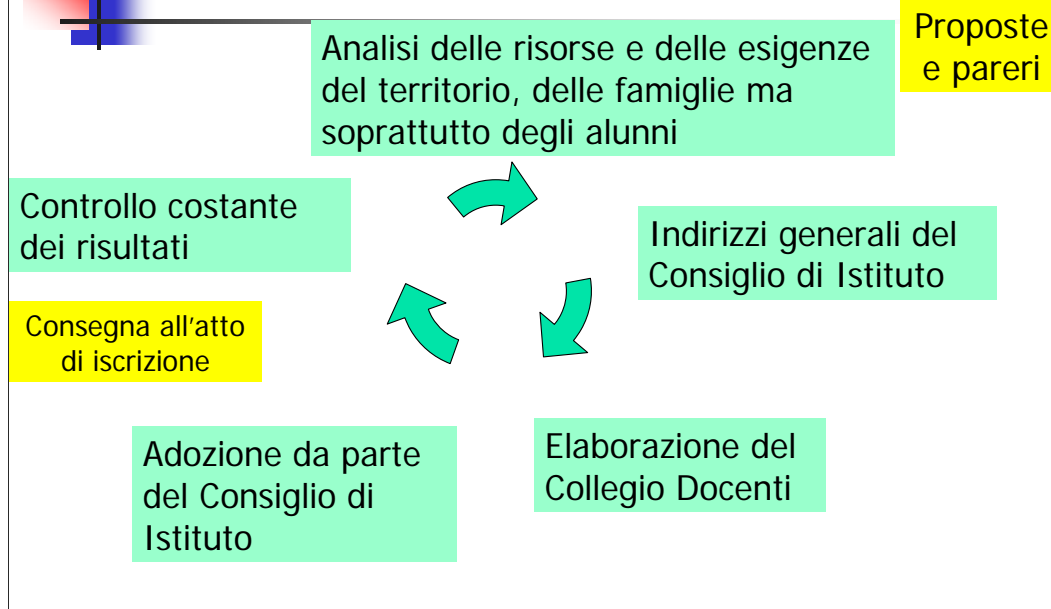 Analisi delle risorse e delle esigenze
del territorio, delle famiglie ma
soprattutto degli alunni
Proposte
e pareri
Controllo costante
dei risultati
Indirizzi generali del
Consiglio di Istituto
Consegna all’atto
di iscrizione
Adozione da parte
del Consiglio di
Istituto
Elaborazione del
Collegio Docenti